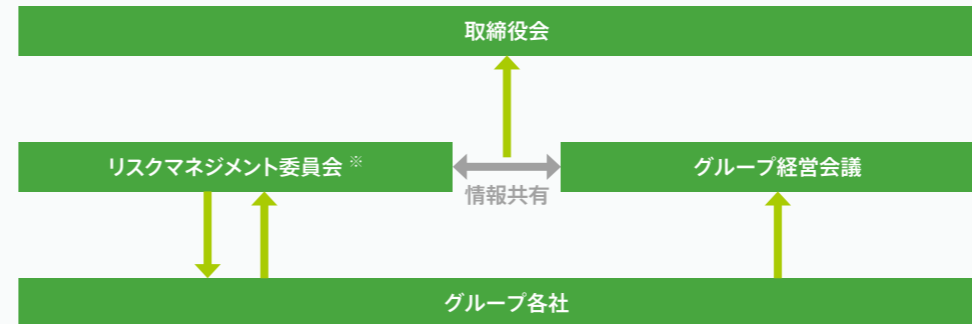 取締役会
リスクマネジメント委員会 ※
グループ経営会議
情報共有
グループ各社